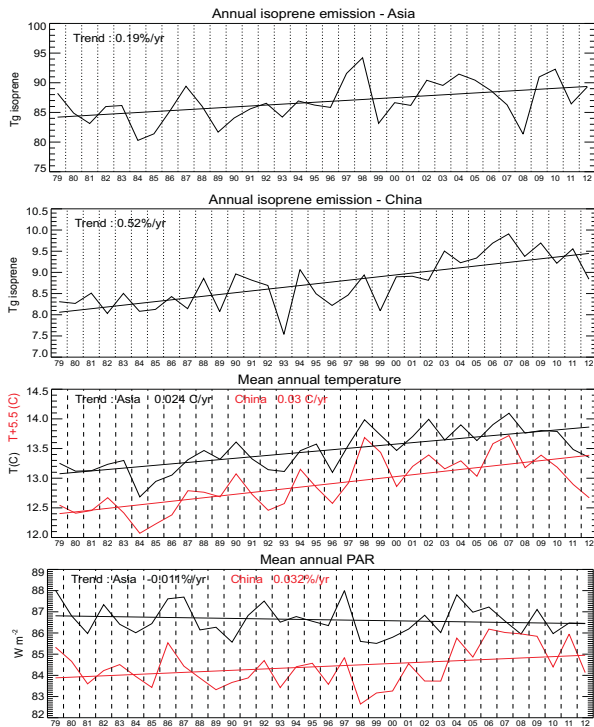 Annual isoprene emission - Asia
Trend : 0.19%/yr
Tg isoprene
100
95
90
85
80
75
79 80 81 82 83 84 85 86 87 88 89 90 91 92 93 94 95 96 97 98 99 00 01 02 03 04 05 06 07 08 09 10 11 12
Annual isoprene emission - China
Trend : 0.52%/yr
Tg isoprene
10.5
10.0
9.5
9.0
8.5
8.0
7.5
7.0
79 80 81 82 83 84 85 86 87 88 89 90 91 92 93 94 95 96 97 98 99 00 01 02 03 04 05 06 07 08 09 10 11 12
Mean annual temperature
Trend : Asia 0.024 C/yr China 0.03 C/yr
T(C) T+5.5 (C)
14.5
14.0
13.5
13.0
12.5
12.0
79 80 81 82 83 84 85 86 87 88 89 90 91 92 93 94 95 96 97 98 99 00 01 02 03 04 05 06 07 08 09 10 11 12
Mean annual PAR
Trend : Asia -0.011%/yr China 0.032%/yr
W m-2
89
88
87
86
85
84
83
82
79 80 81 82 83 84 85 86 87 88 89 90 91 92 93 94 95 96 97 98 99 00 01 02 03 04 05 06 07 08 09 10 11 12